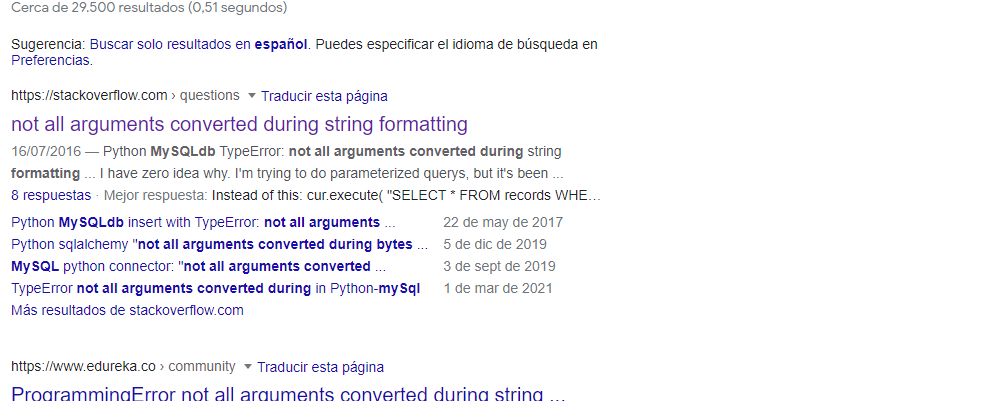 Cerca de 29.500 resultados (0,51 segundos)
Sugerencia: Buscar solo resultados en español. Puedes especificar el idioma de búsqueda en
Preferencias.
https://stackoverflow.com › questions ▼ Traducir esta página
not all arguments converted during string formatting
16/07/2016 — Python MySQLdb TypeError: not all arguments converted during string
formatting ... I have zero idea why. I'm trying to do parameterized querys, but it's been ...
8 respuestas · Mejor respuesta: Instead of this: cur.execute( "SELECT * FROM records WHE…
Python MySQLdb insert with TypeError: not all arguments ... 22 de may de 2017
Python sqlalchemy "not all arguments converted during bytes ... 5 de dic de 2019
MySQL python connector: "not all arguments converted ... 3 de sept de 2019
TypeError not all arguments converted during in Python-mySql 1 de mar de 2021
Más resultados de stackoverflow.com
https://www.edureka.co › community ▼ Traducir esta página
ProgrammingError not all arguments converted during string ...